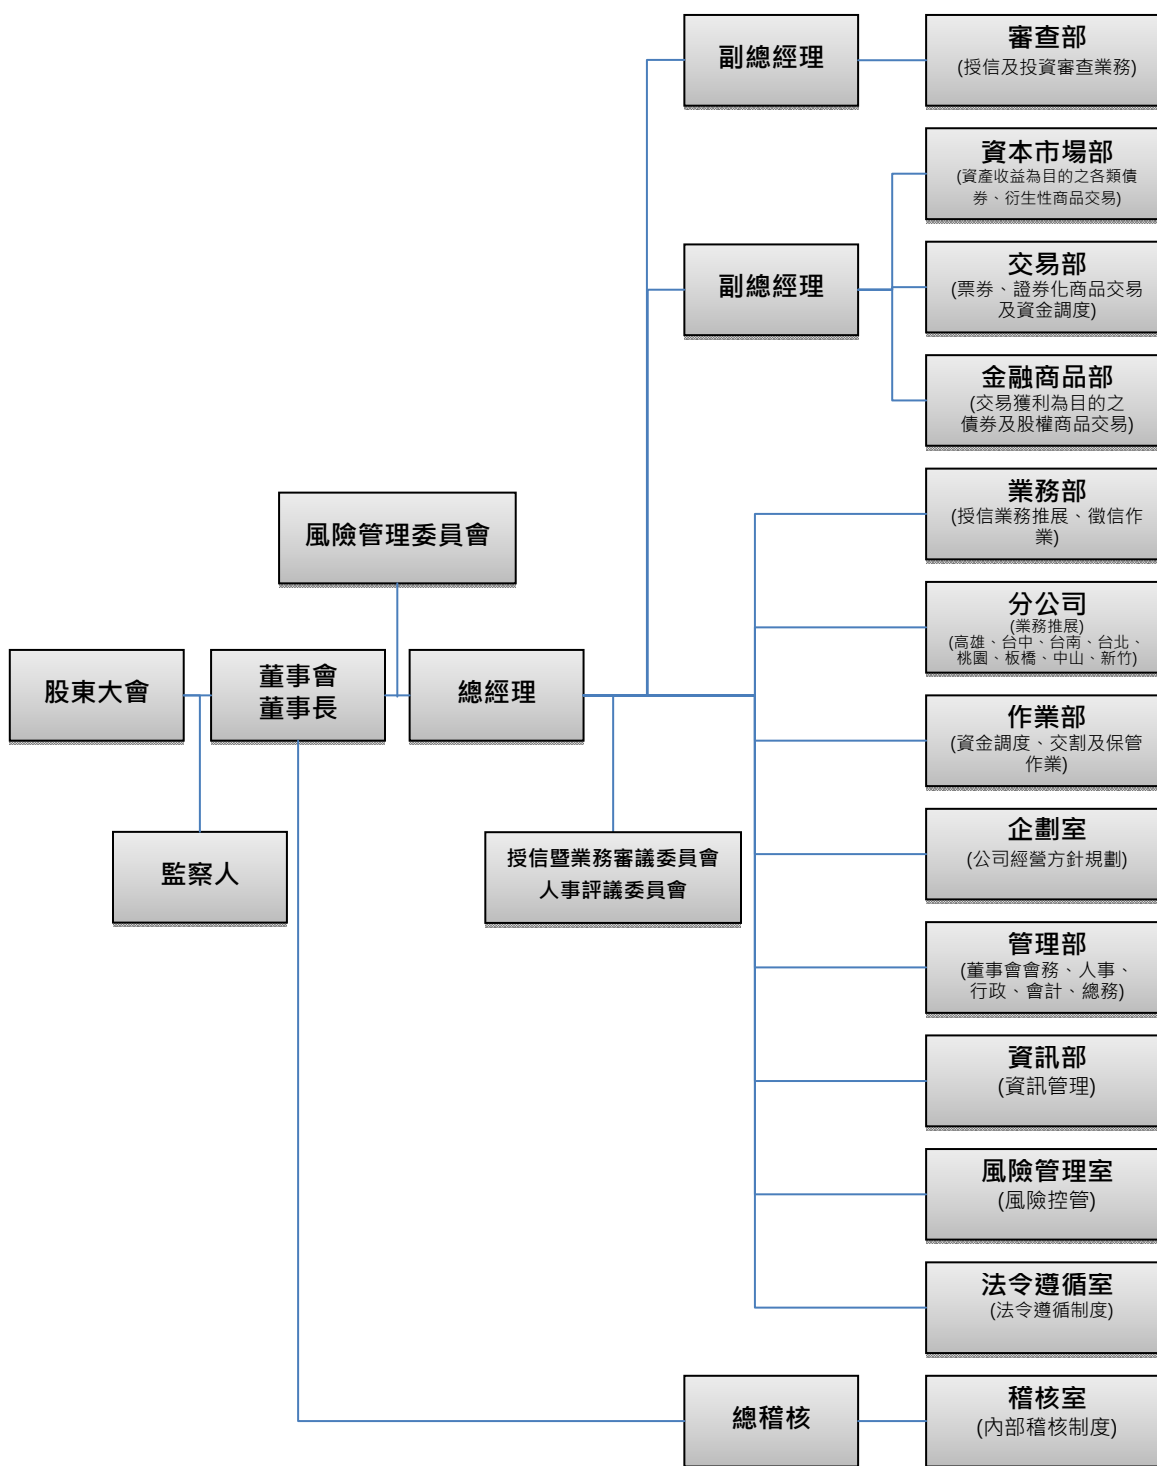 副總經理
審查部
(授信及投資審查業務)
資本市場部
(資產收益為目的之各類債
券、衍生性商品交易)
副總經理
交易部
(票券、證券化商品交易
及資金調度)
金融商品部
(交易獲利為目的之
債券及股權商品交易)
業務部
(授信業務推展、徵信作
業)
風險管理委員會
分公司
(業務推展)
(高雄、台中、台南、台北、
桃園、板橋、中山、新竹)
股東大會
董事會
董事長
總經理
作業部
(資金調度、交割及保管
作業)
監察人
授信暨業務審議委員會
人事評議委員會
企劃室
(公司經營方針規劃)
管理部
(董事會會務、人事、
行政、會計、總務)
資訊部
(資訊管理)
風險管理室
(風險控管)
法令遵循室
(法令遵循制度)
總稽核
稽核室
(內部稽核制度)